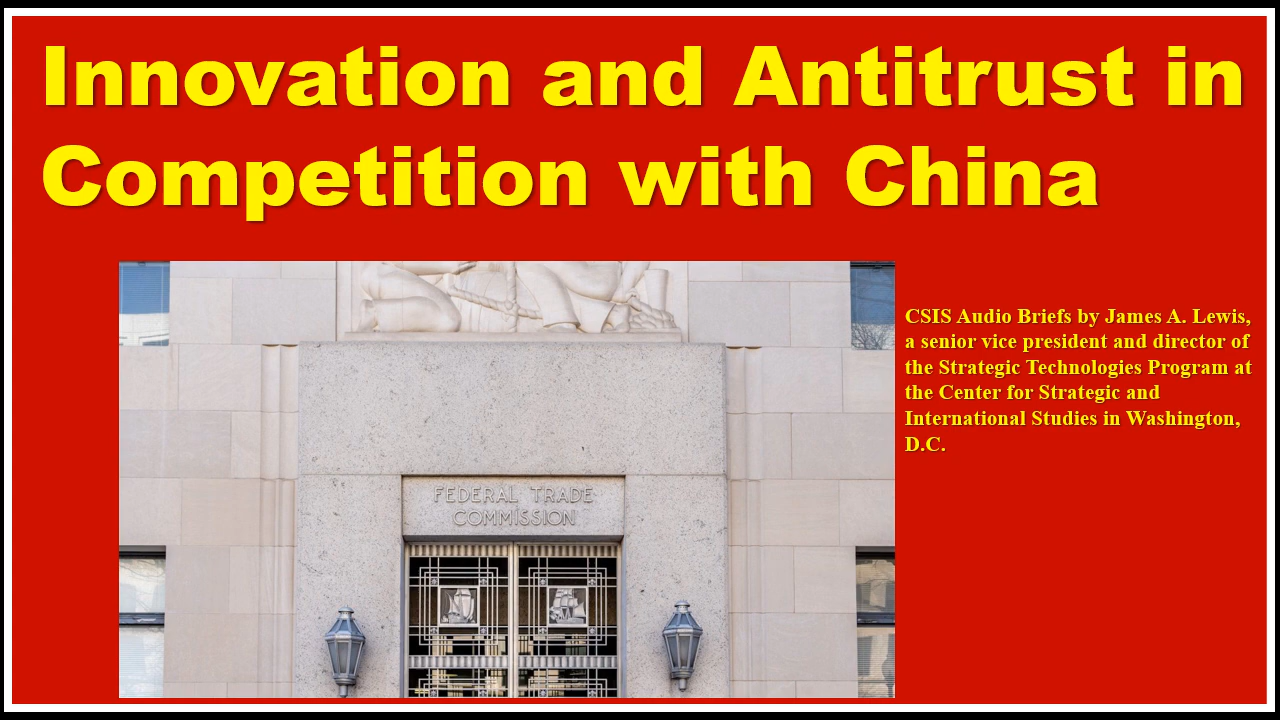 Innovation and Antitrust in
Competition with China
CSIS Audio Briefs by James A. Lewis,
a senior vice president and director of
the Strategic Technologies Program at
the Center for Strategic and
International Studies in Washington,
D.C.
FEDERAL TRADE
COMMISSION